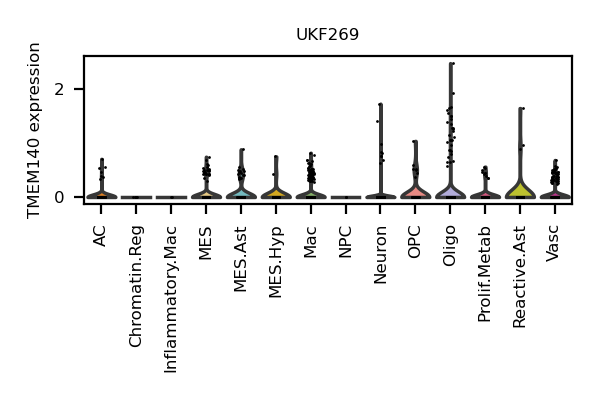 UKF269
TMEM140 expression
2
0
AC
Chromatin.Reg
Inflammatory.Mac
MES
MES.Ast
MES.Hyp
Mac
NPC
Neuron
OPC
Oligo
Prolif.Metab
Reactive.Ast
Vasc